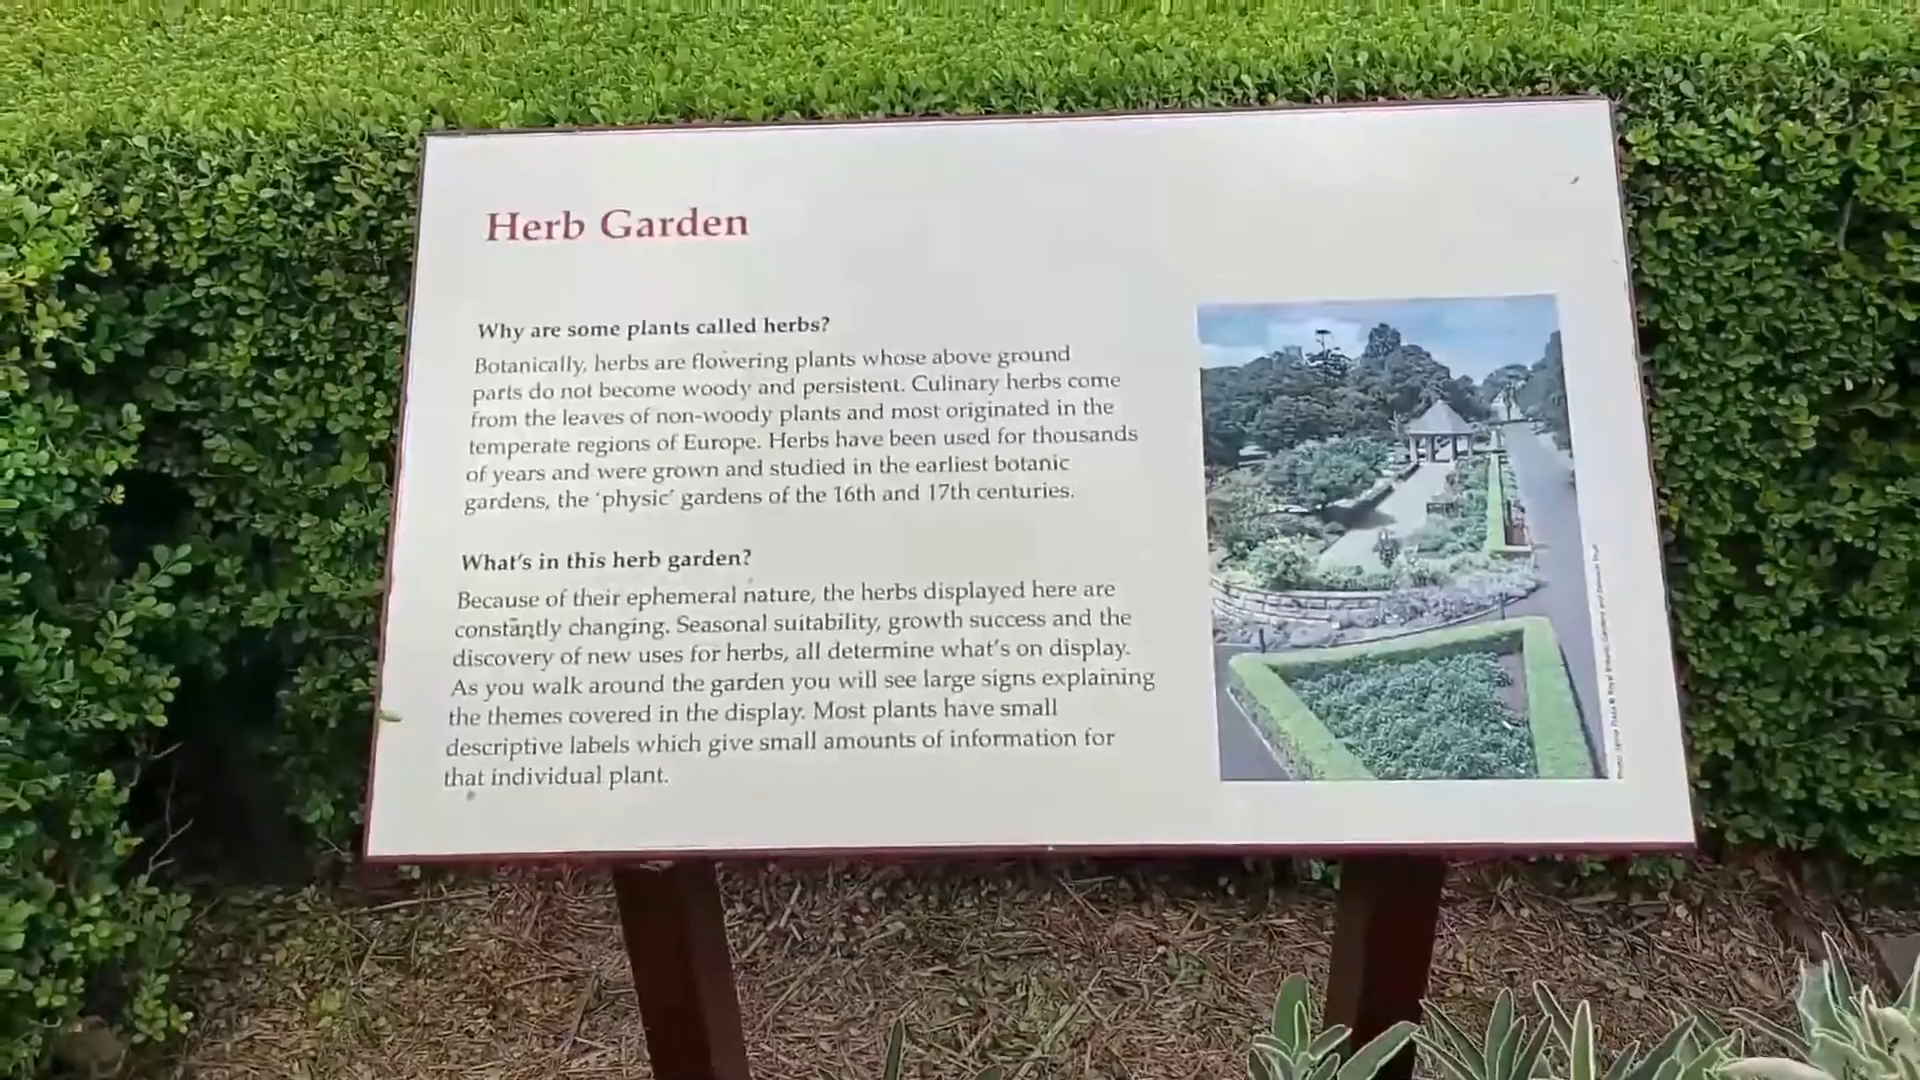 Herb Garden
Why are some plants called herbs?
Botanically, herbs are flowering plants whose above ground
parts do not become woody and persistent. Culinary herbs come
from the leaves of non-woody plants and most originated in the
temperate regions of Europe. Herbs have been used for thousands
of years and were grown and studied in the earliest botanic
gardens, the ‘physic’ gardens of the 16th and 17th centuries.
What's in this herb garden?
Because of their ephemeral nature, the herbs displayed here are
constantly changing. Seasonal suitability, growth success and the
discovery of new uses for herbs, all determine what's on display.
As you walk around the garden you will see large signs explaining
the themes covered in the display. Most plants have small
descriptive labels which give small amounts of information for
that individual plant.